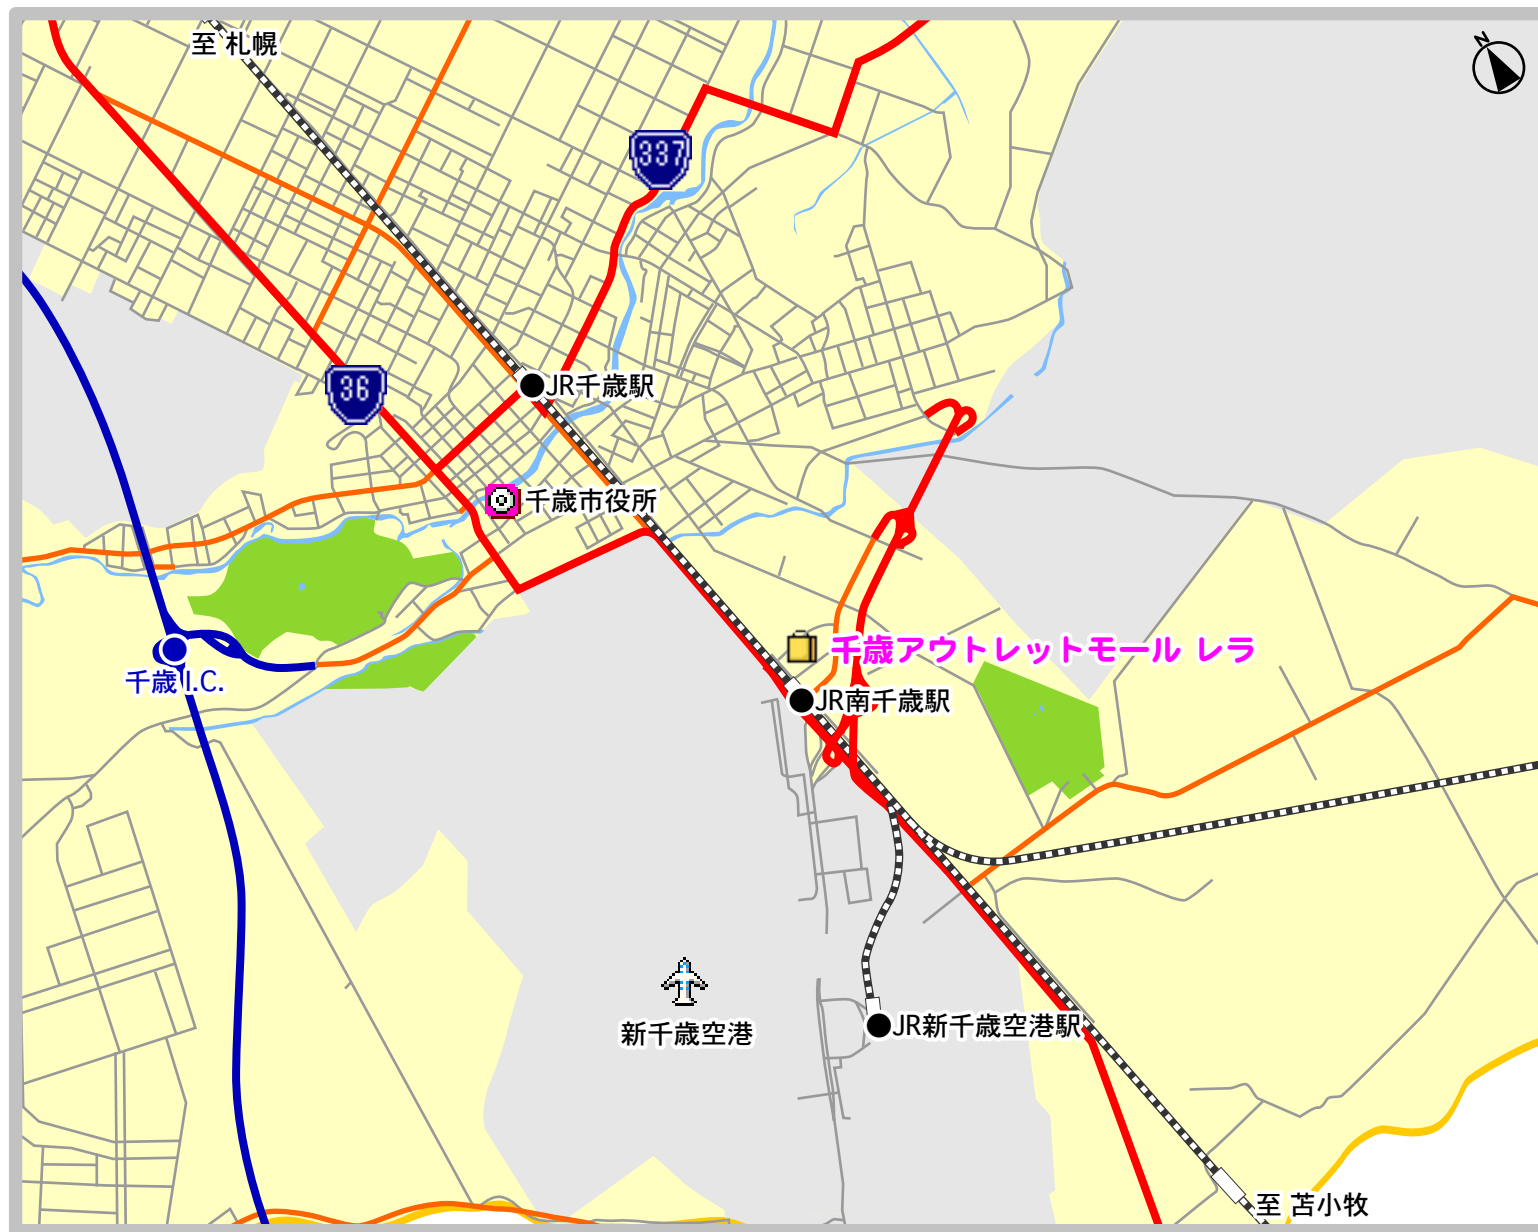 至 札幌
N
337
36
JR千歳駅
千歳市役所
千歳アウトレットモール レラ
千歳 I.C.
JR南千歳駅
新千歳空港
JR新千歳空港駅
至 苫小牧